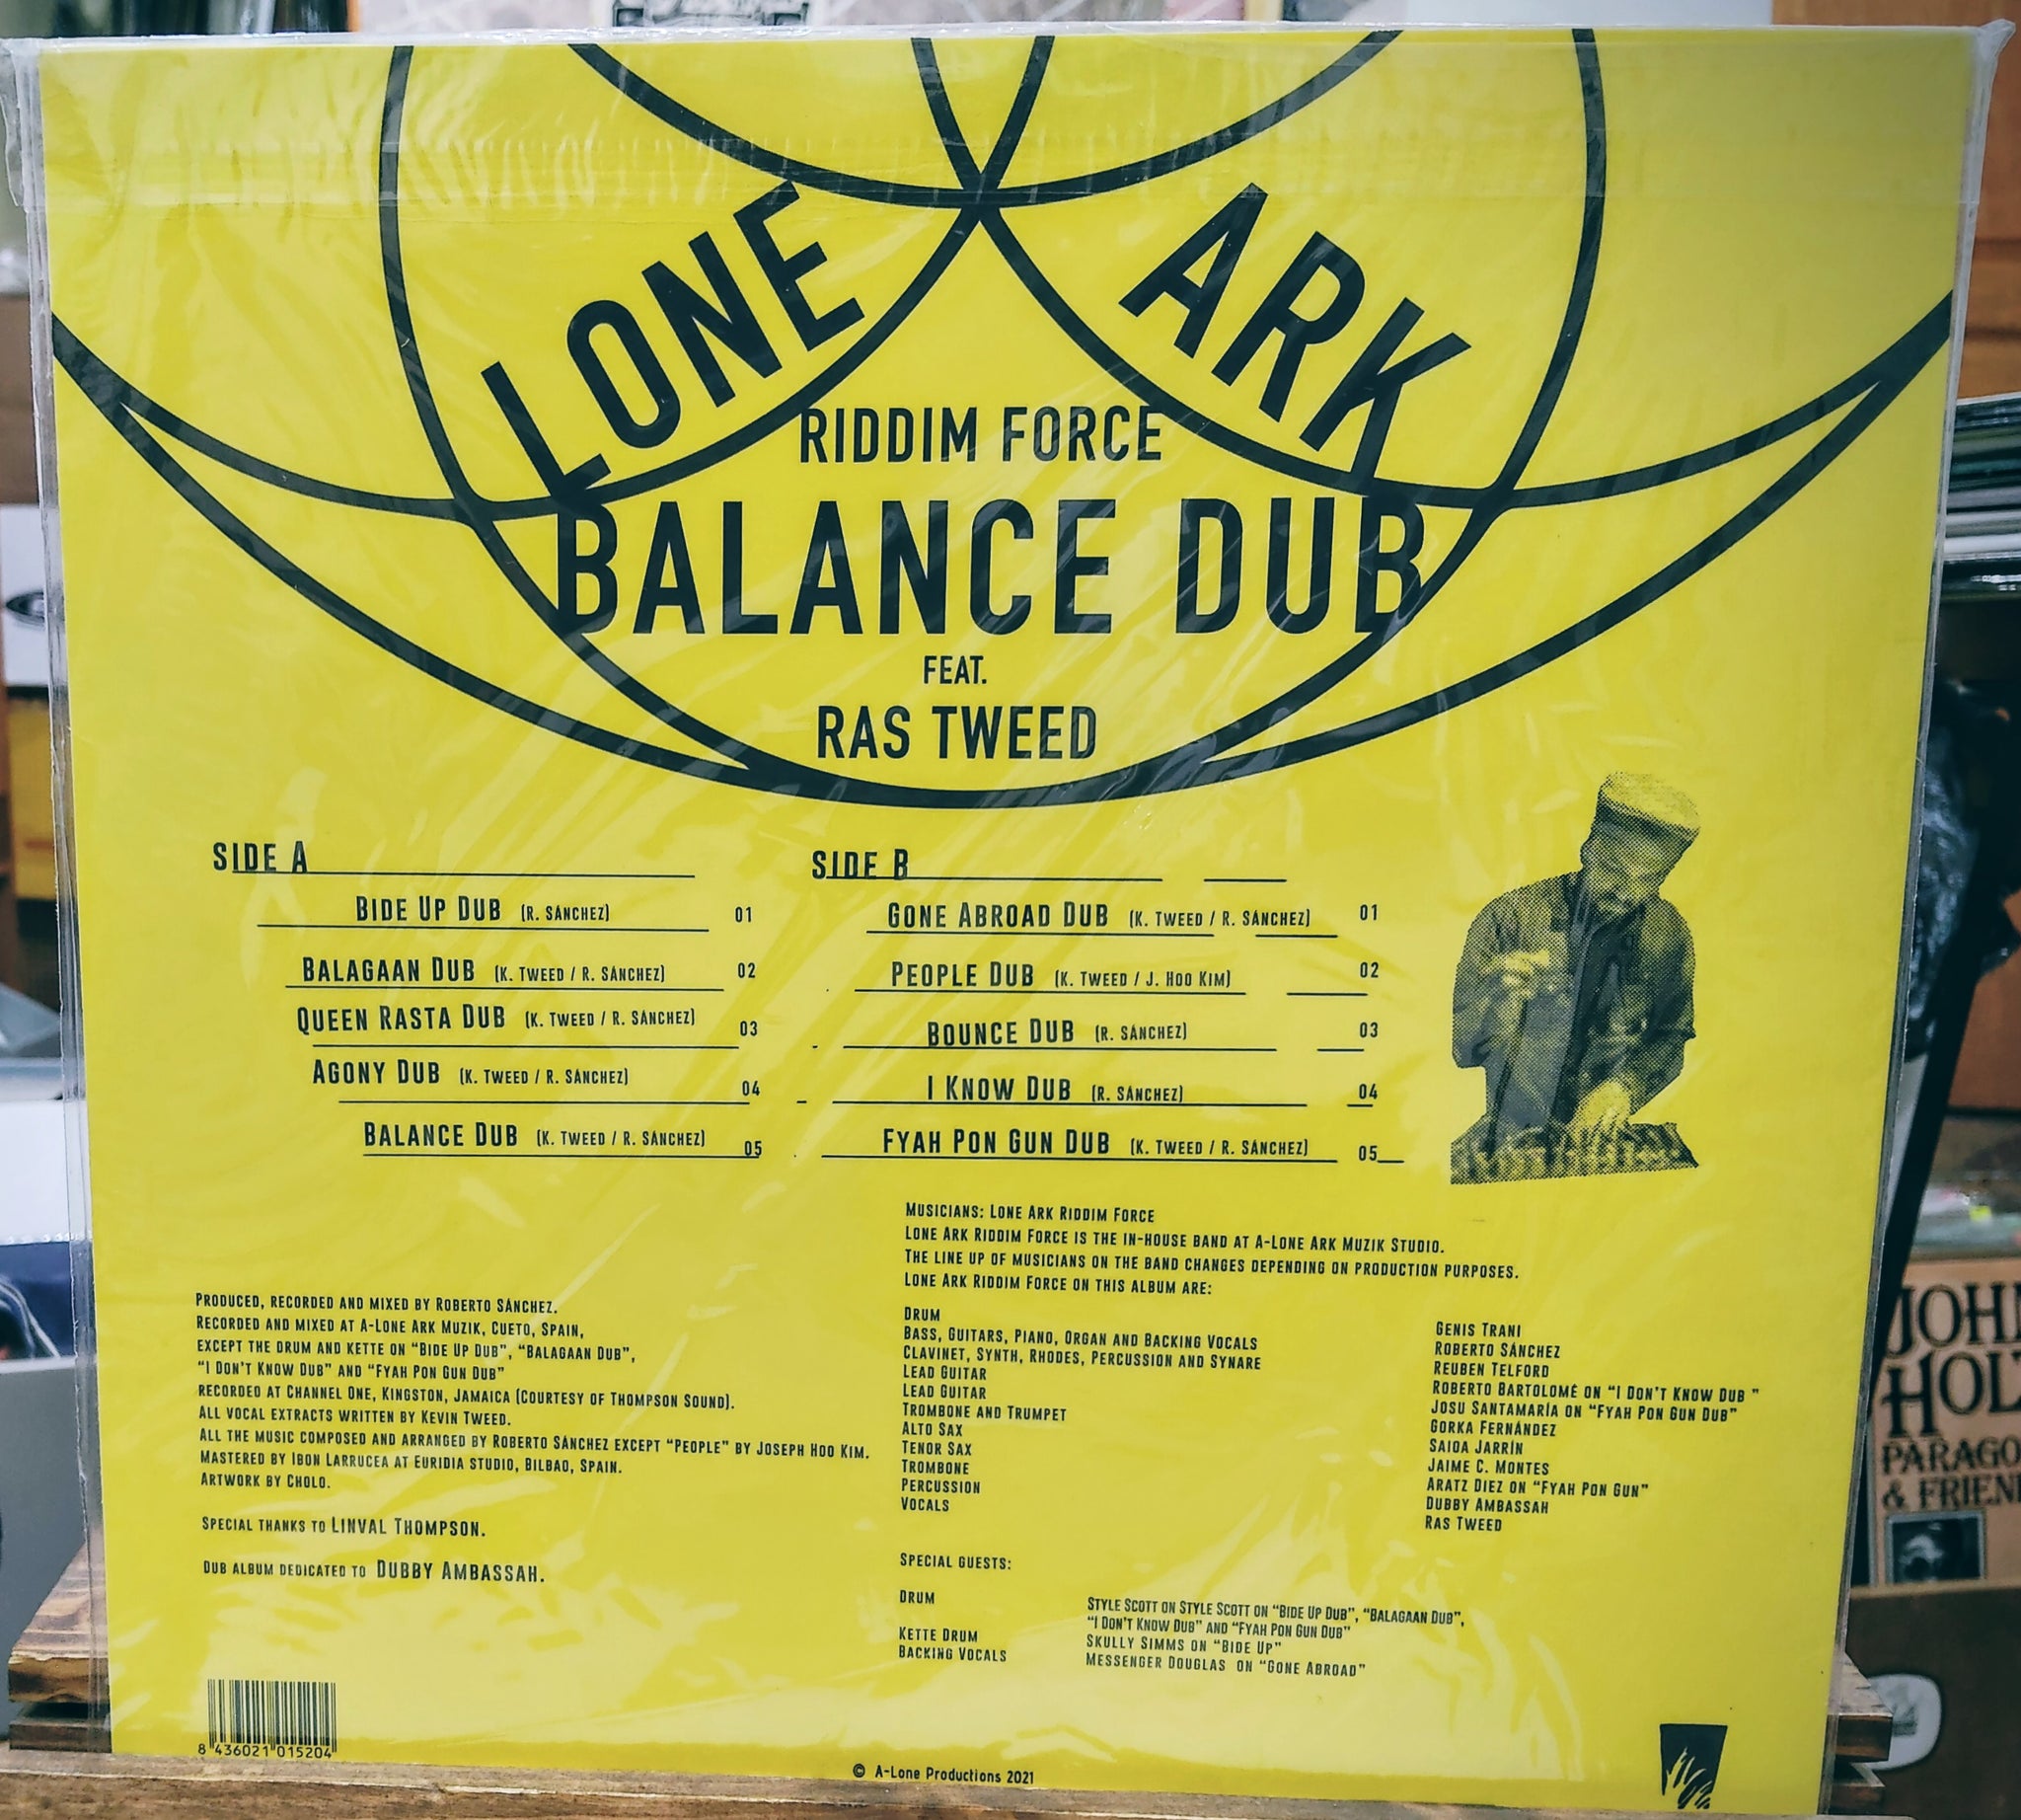 LONE ARK
RIDDIM FORCE
BALANCE DUB
FEAT.
RAS TWEED
SIDE A
BIDE UP DUB (R. SÁNCHEZ) 01
BALAGAAN DUB (K. TWEED / R. SÁNCHEZ) 02
QUEEN RASTA DUB (K. TWEED / R. SÁNCHEZ) 03
AGONY DUB (K. TWEED / R. SÁNCHEZ) 04
BALANCE DUB (K. TWEED / R. SÁNCHEZ) 05
SIDE B
GONE ABROAD DUB (K. TWEED / R. SÁNCHEZ) 01
PEOPLE DUB (K. TWEED / J. HOO KIM) 02
BOUNCE DUB (R. SÁNCHEZ) 03
I KNOW DUB (R. SÁNCHEZ) 04
FYAH PON GUN DUB (K. TWEED / R. SÁNCHEZ) 05
PRODUCED, RECORDED AND MIXED BY ROBERTO SÁNCHEZ.
RECORDED AND MIXED AT A-LONE ARK MUZIK, CUETO, SPAIN,
EXCEPT THE DRUM AND KETTE ON "BIDE UP DUB", "BALAGAAN DUB",
"I DON'T KNOW DUB" AND "FYAH PON GUN DUB"
RECORDED AT CHANNEL ONE, KINGSTON, JAMAICA (COURTESY OF THOMPSON SOUND).
ALL VOCAL EXTRACTS WRITTEN BY KEVIN TWEED.
ALL THE MUSIC COMPOSED AND ARRANGED BY ROBERTO SÁNCHEZ EXCEPT "PEOPLE" BY JOSEPH HOO KIM.
MASTERED BY IBON LARRUCEA AT EURIDIA STUDIO, BILBAO, SPAIN.
ARTWORK BY CHOLO.
SPECIAL THANKS TO LINVAL THOMPSON.
DUB ALBUM DEDICATED TO DUBBY AMBASSAH.
MUSICIANS: LONE ARK RIDDIM FORCE
LONE ARK RIDDIM FORCE IS THE IN-HOUSE BAND AT A-LONE ARK MUZIK STUDIO.
THE LINE UP OF MUSICIANS ON THE BAND CHANGES DEPENDING ON PRODUCTION PURPOSES.
LONE ARK RIDDIM FORCE ON THIS ALBUM ARE:
DRUM GENIS TRANI
BASS, GUITARS, PIANO, ORGAN AND BACKING VOCALS ROBERTO SÁNCHEZ
CLAVINET, SYNTH, RHODES, PERCUSSION AND SYNARE REUBEN TELFORD
LEAD GUITAR ROBERTO BARTOLOMÉ ON "I DON'T KNOW DUB "
LEAD GUITAR JOSU SANTAMARÍA ON "FYAH PON GUN DUB"
TROMBONE AND TRUMPET GORKA FERNÁNDEZ
ALTO SAX SAIOA JARRÍN
TENOR SAX JAIME C. MONTES
TROMBONE ARATZ DIEZ ON "FYAH PON GUN"
PERCUSSION DUBBY AMBASSAH
VOCALS RAS TWEED
SPECIAL GUESTS:
DRUM STYLE SCOTT ON STYLE SCOTT ON "BIDE UP DUB", "BALAGAAN DUB",
"I DON'T KNOW DUB" AND "FYAH PON GUN DUB"
KETTE DRUM SKULLY SIMMS ON "BIDE UP"
BACKING VOCALS MESSENGER DOUGLAS ON "GONE ABROAD"
8 436021 015204
© A-Lone Productions 2021
JOHN
HOL
PARAGO
& FRIEN